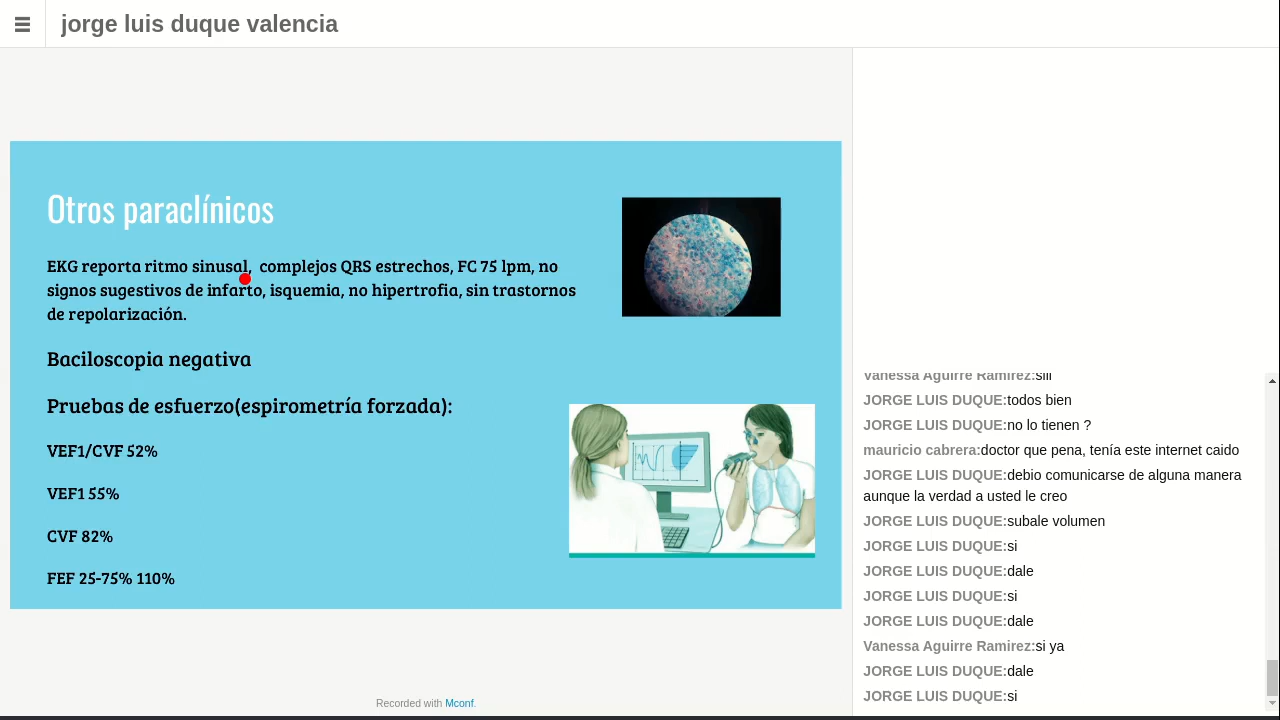 jorge luis duque valencia
Otros paraclínicos
EKG reporta ritmo sinusal,  complejos QRS estrechos, FC 75 lpm, no
signos sugestivos de infarto, isquemia, no hipertrofia, sin trastornos
de repolarización.
Baciloscopia negativa
Pruebas de esfuerzo(espirometría forzada):
VEF1/CVF 52%
VEF1 55%
CVF 82%
FEF 25-75% 110%
Recorded with Mconf.
Vanessa Aguirre Ramirez:siii
JORGE LUIS DUQUE:todos bien
JORGE LUIS DUQUE:no lo tienen ?
mauricio cabrera:doctor que pena, tenía este internet caido
JORGE LUIS DUQUE:debio comunicarse de alguna manera
aunque la verdad a usted le creo
JORGE LUIS DUQUE:subale volumen
JORGE LUIS DUQUE:si
JORGE LUIS DUQUE:dale
JORGE LUIS DUQUE:si
JORGE LUIS DUQUE:dale
Vanessa Aguirre Ramirez:si ya
JORGE LUIS DUQUE:dale
JORGE LUIS DUQUE:si